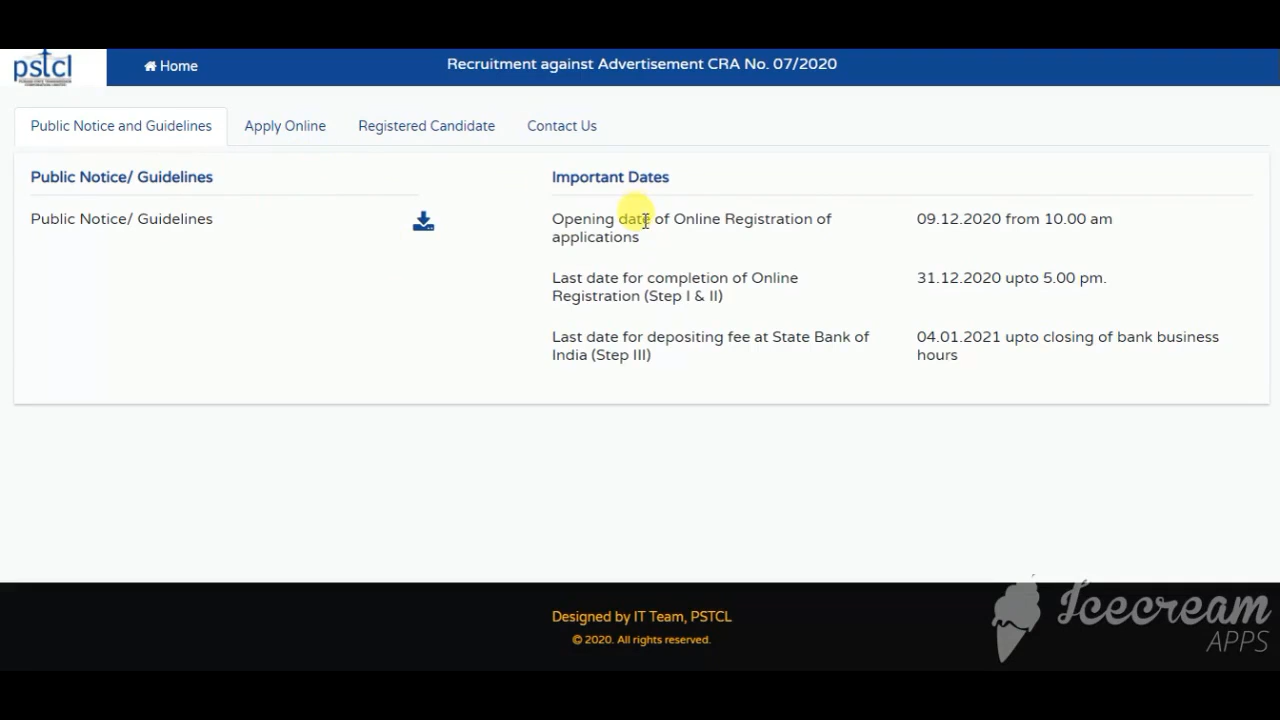 pstcl
Home
Recruitment against Advertisement CRA No. 07/2020
Public Notice and Guidelines
Apply Online
Registered Candidate
Contact Us
Public Notice/ Guidelines
Public Notice/ Guidelines
Important Dates
Opening date of Online Registration of
applications
09.12.2020 from 10.00 am
Last date for completion of Online
Registration (Step I & II)
31.12.2020 upto 5.00 pm.
Last date for depositing fee at State Bank of
India (Step III)
04.01.2021 upto closing of bank business
hours
Designed by IT Team, PSTCL
© 2020. All rights reserved.
Icecream
APPS